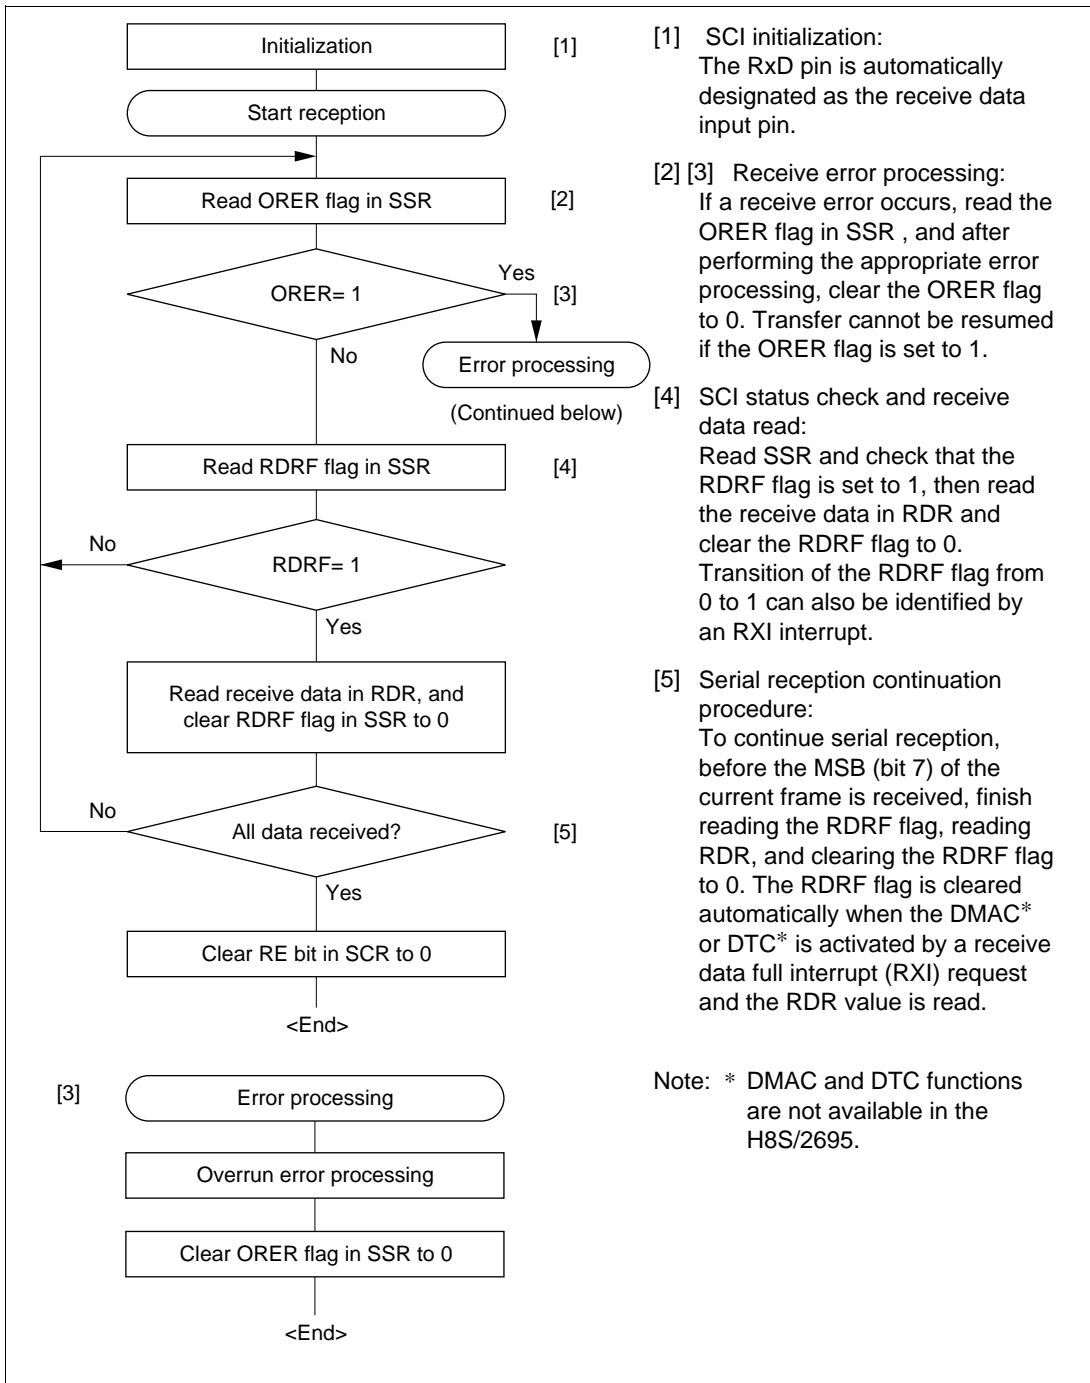 Initialization
[1]
Start reception
Read ORER flag in SSR
[2]
Yes
ORER= 1
[3]
No
Error processing
(Continued below)
Read RDRF flag in SSR
[4]
No
RDRF= 1
Yes
Read receive data in RDR, and
clear RDRF flag in SSR to 0
No
All data received?
[5]
Yes
Clear RE bit in SCR to 0
<End>
[3]
Error processing
Overrun error processing
Clear ORER flag in SSR to 0
<End>
[1] SCI initialization:
The RxD pin is automatically
designated as the receive data
input pin.
[2] [3] Receive error processing:
If a receive error occurs, read the
ORER flag in SSR , and after
performing the appropriate error
processing, clear the ORER flag
to 0. Transfer cannot be resumed
if the ORER flag is set to 1.
[4] SCI status check and receive
data read:
Read SSR and check that the
RDRF flag is set to 1, then read
the receive data in RDR and
clear the RDRF flag to 0.
Transition of the RDRF flag from
0 to 1 can also be identified by
an RXI interrupt.
[5] Serial reception continuation
procedure:
To continue serial reception,
before the MSB (bit 7) of the
current frame is received, finish
reading the RDRF flag, reading
RDR, and clearing the RDRF flag
to 0. The RDRF flag is cleared
automatically when the DMAC*
or DTC* is activated by a receive
data full interrupt (RXI) request
and the RDR value is read.
Note: * DMAC and DTC functions
are not available in the
H8S/2695.